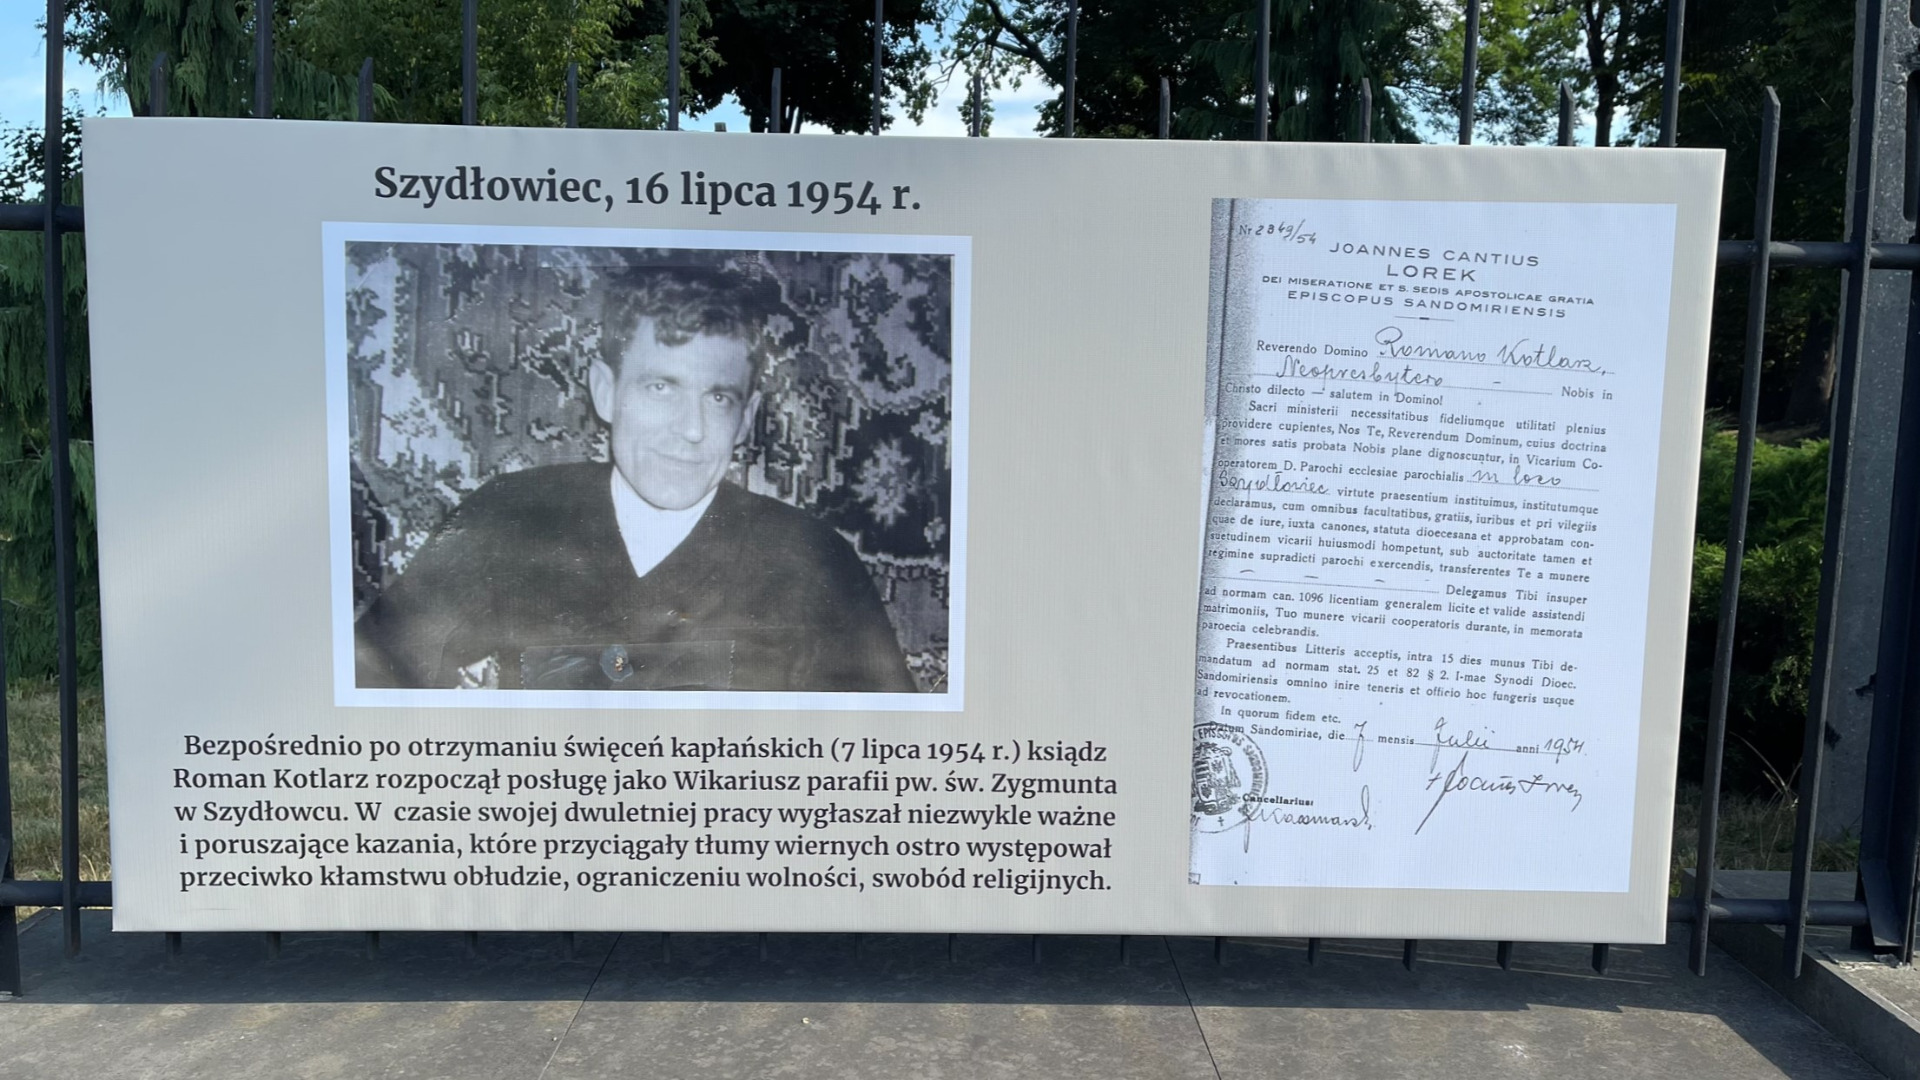 Szydłowiec, 16 lipca 1954 r.
Bezpośrednio po otrzymaniu święceń kapłańskich (7 lipca 1954 r.) ksiądz
Roman Kotlarz rozpoczął posługę jako Wikariusz parafii pw. św. Zygmunta
w Szydłowcu. W czasie swojej dwuletniej pracy wygłaszał niezwykle ważne
i poruszające kazania, które przyciągały tłumy wiernych ostro występował
przeciwko kłamstwu obłudzie, ograniczeniu wolności, swobód religijnych.
Nr 2849/54
JOANNES CANTIUS
LOREK
DEI MISERATIONE ET S. SEDIS APOSTOLICAE GRATIA
EPISCOPUS SANDOMIRIENSIS
Reverendo Domino Romano Kotlarz,
Neopresbytero - Nobis in
Christo dilecto — salutem in Domino!
Sacri ministerii necessitatibus fideliumque utilitati plenius
providere cupientes, Nos Te, Reverendum Dominum, cuius doctrina
et mores satis probata Nobis plane dignoscuntur, in Vicarium Co-
operatorem D. Parochi ecclesiae parochialis in loco
Szydłowiec virtute praesentium instituimus, institutumque
declaramus, cum omnibus facultatibus, gratiis, iuribus et pri vilegiis
quae de iure, iuxta canones, statuta dioecesana et approbatam con-
suetudinem vicarii huiusmodi hompetunt, sub auctoritate tamen et
regimine supradicti parochi exercendis, transferentes Te a munere
Delegamus Tibi insuper
ad normam can. 1096 licentiam generalem licite et valide assistendi
matrimoniis, Tuo munere vicarii cooperatoris durante, in memorata
paroecia celebrandis.
Praesentibus Litteris acceptis, intra 15 dies munus Tibi de-
mandatum ad normam stat. 25 et 82 § 2. I-mae Synodi Dioec.
Sandomiriensis omnino inire teneris et officio hoc fungeris usque
ad revocationem.
In quorum fidem etc.
Datum Sandomiriae, die 7 mensis Julii anni 1954.
Cancellarius: